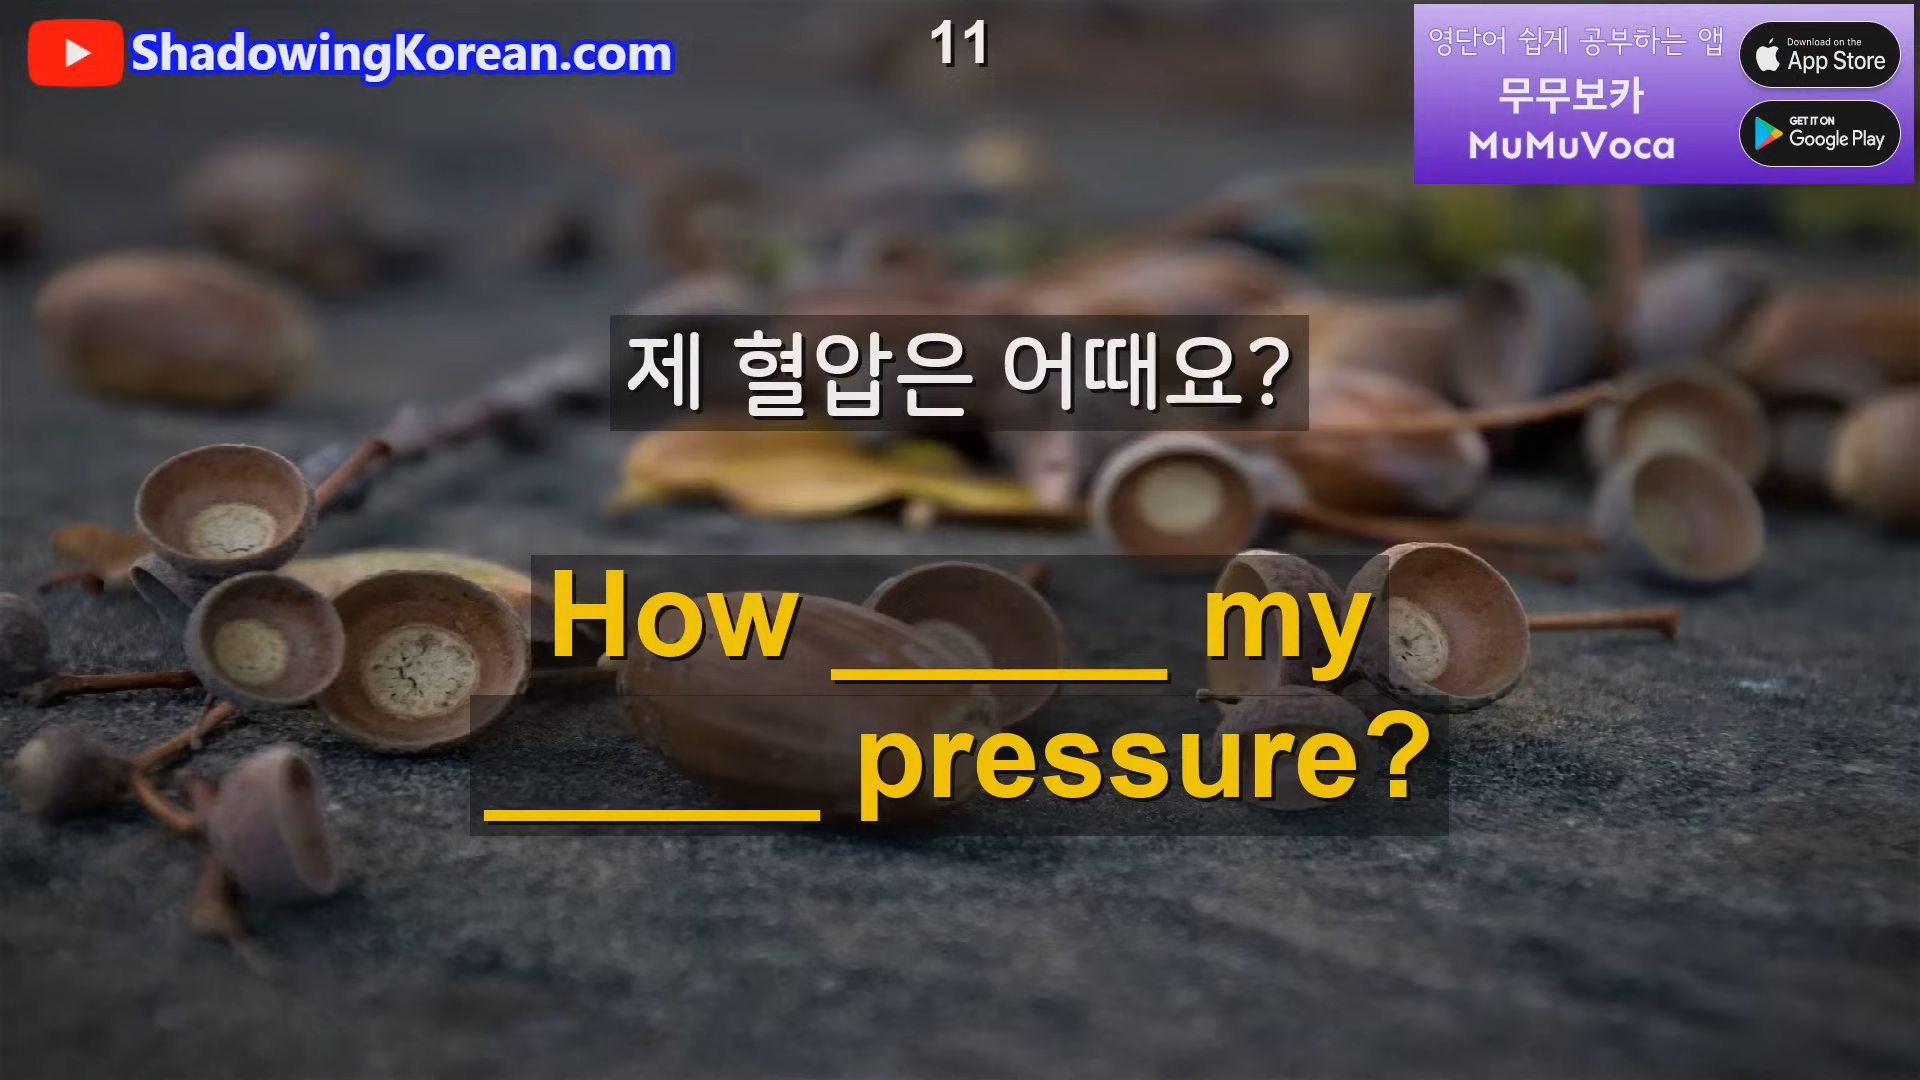 ShadowingKorean.com
11
영단어 쉽게 공부하는 앱
무무보카
MuMuVoca
Download on the
App Store
GET IT ON
Google Play
제 혈압은 어때요?
How _____ my
_____ pressure?